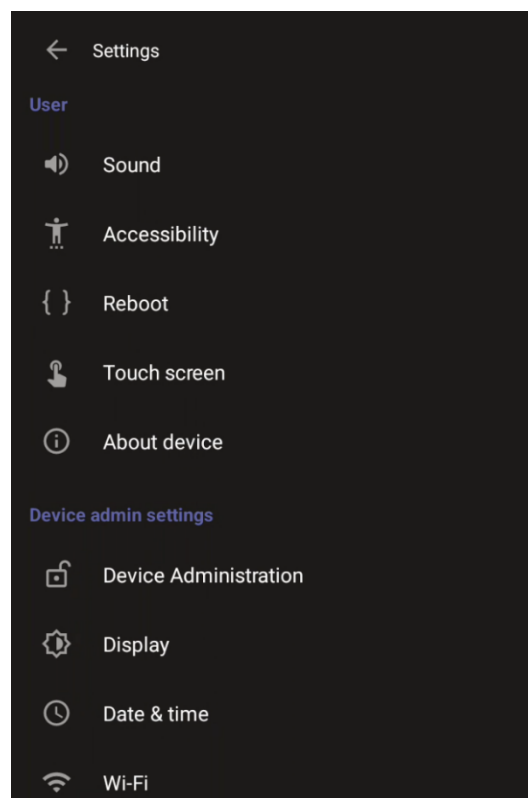 Settings
User
Sound
Accessibility
Reboot
Touch screen
About device
Device admin settings
Device Administration
Display
Date & time
Wi-Fi